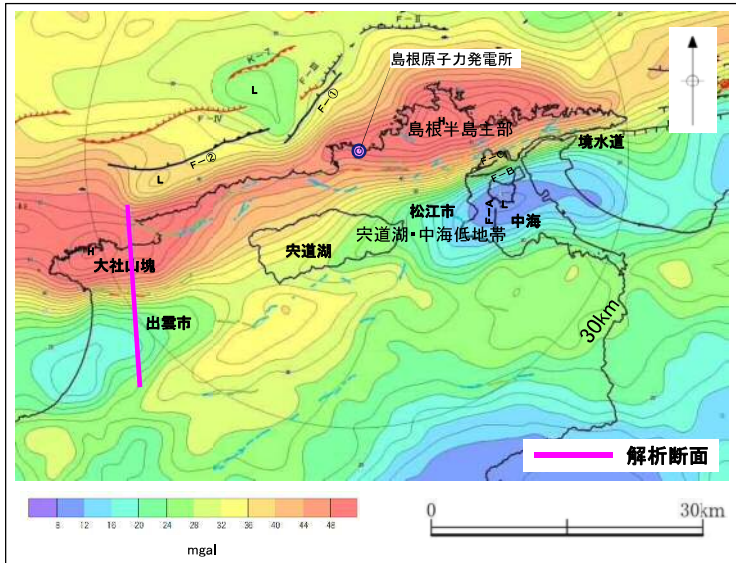 F-Ⅱ
K-7
F-Ⅲ
島根原子力発電所
L
F-①
F-Ⅳ
H
島根半島主部
F-②
境水道
L
F-C
F-B
松江市
F-A
L
中海
宍道湖・中海低地帯
H
大社山塊
宍道湖
出雲市
30km
解析断面
8 12 16 20 24 28 32 36 40 44 48
mgal
0 30km